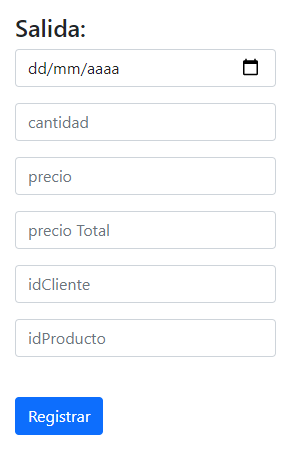 Salida:
dd/mm/aaaa
cantidad
precio
precio Total
idCliente
idProducto
Registrar